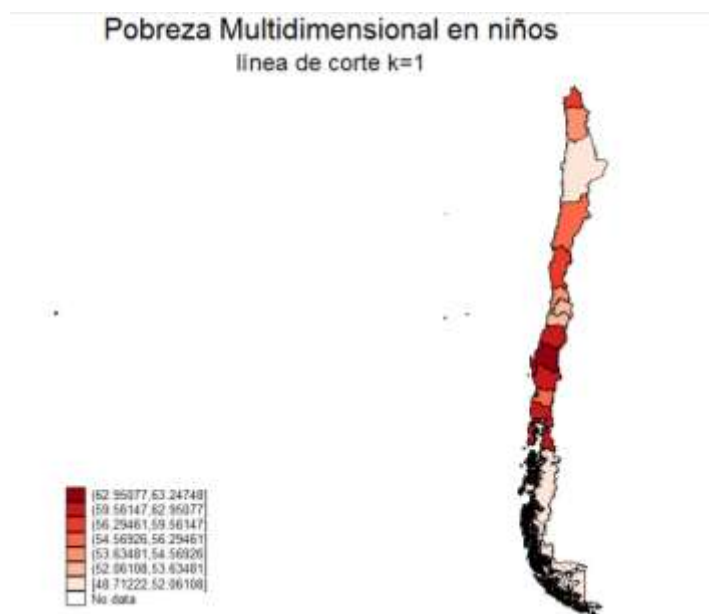 Pobreza Multidimensional en niños
línea de corte k=1
(62.95077,63.24748]
(59.56147,62.95077]
(56.29461,59.56147]
(54.56926,56.29461]
(53.63481,54.56926]
(52.06108,53.63481]
[48.71222,52.06108]
No data